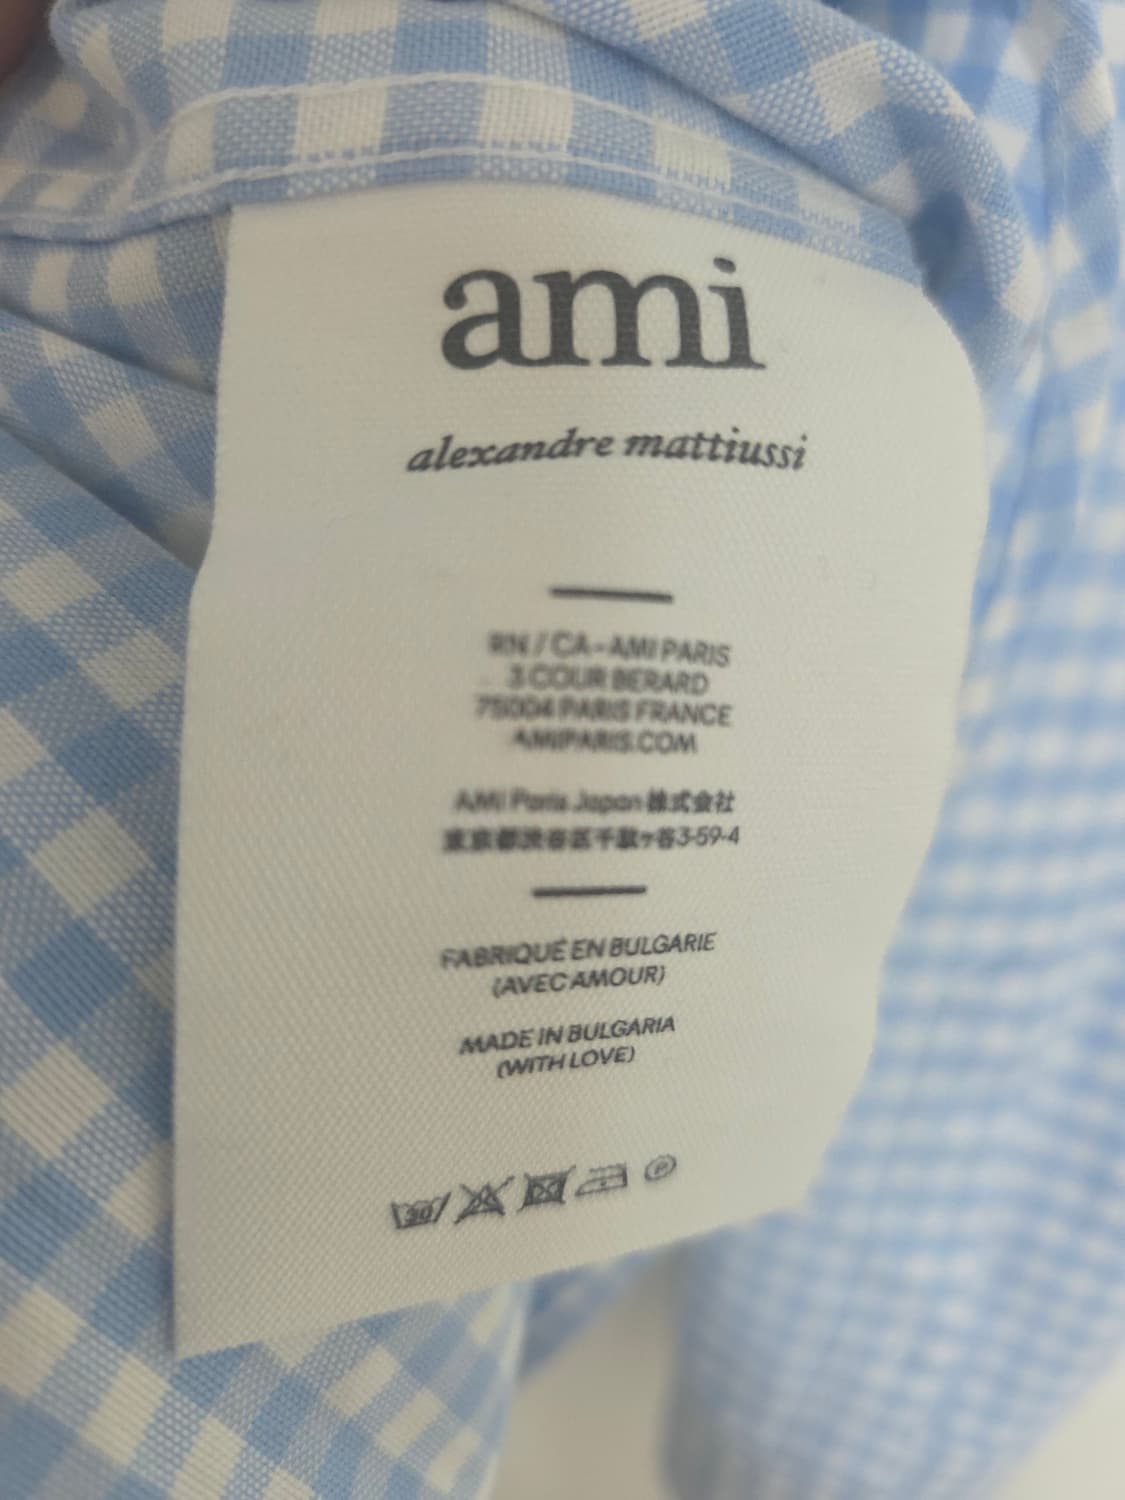 ami
alexandre mattiussi
RN / CA - AMI PARIS
3 COUR BERARD
75004 PARIS FRANCE
AMIPARIS.COM
AMI Paris Japan 株式会社
東京都渋谷区千駄ヶ谷3-59-4
FABRIQUÉ EN BULGARIE
(AVEC AMOUR)
MADE IN BULGARIA
(WITH LOVE)
30
P